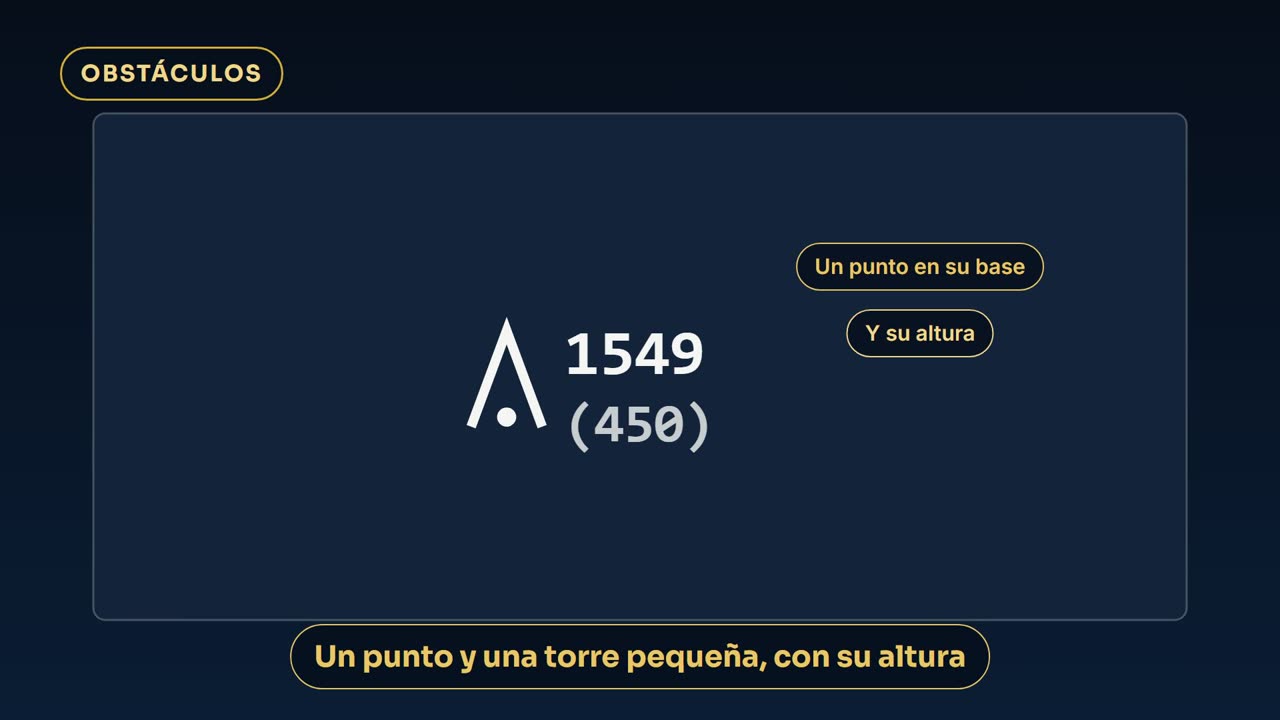 OBSTÁCULOS
Un punto en su base
Y su altura
1549
(450)
Un punto y una torre pequeña, con su altura